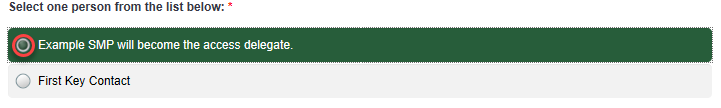 Select one person from the list below: *
Example SMP will become the access delegate.
First Key Contact